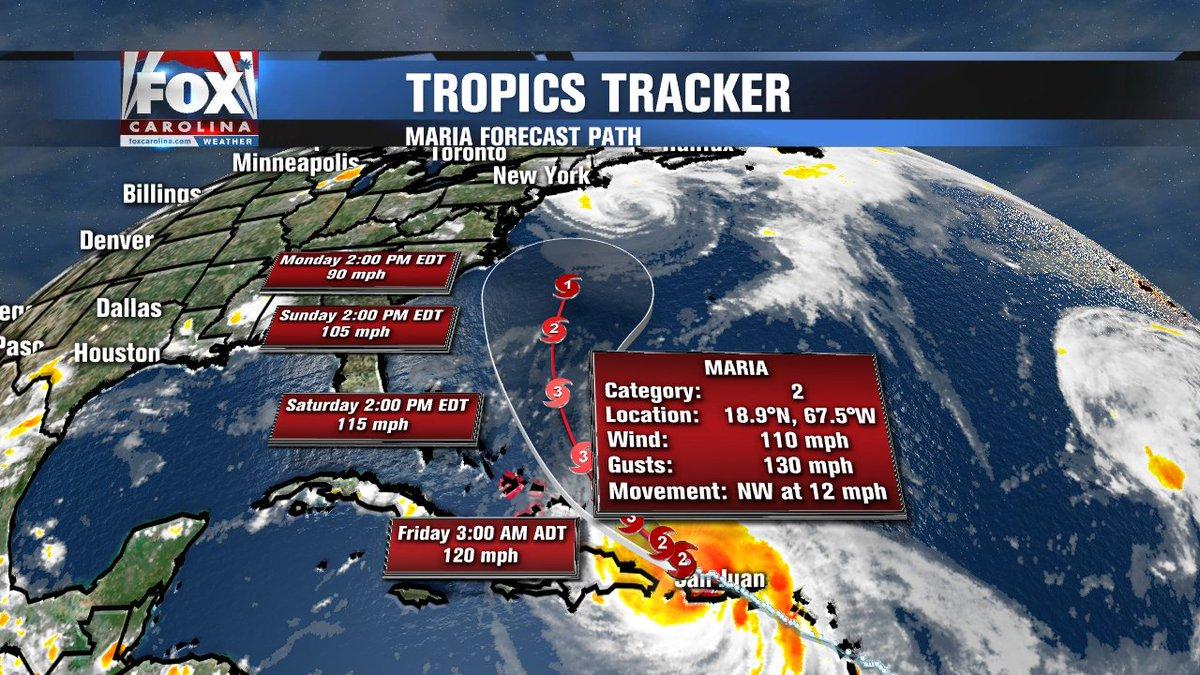 FOX
CAROLINA
foxcarolina.com WEATHER
TROPICS TRACKER
MARIA FORECAST PATH
Minneapolis
Toronto
New York
Billings
Denver
Dallas
Houston
Monday 2:00 PM EDT
90 mph
Sunday 2:00 PM EDT
105 mph
Saturday 2:00 PM EDT
115 mph
Friday 3:00 AM ADT
120 mph
1
2
3
3
3
2
2
MARIA
Category: 2
Location: 18.9°N, 67.5°W
Wind: 110 mph
Gusts: 130 mph
Movement: NW at 12 mph
San Juan